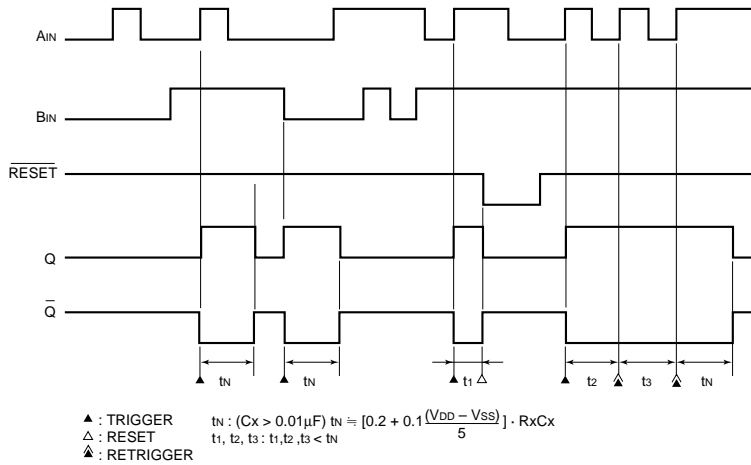 AIN
BIN
RESET
Q
Q̅
tN tN t1 t2 t3 tN
▲ : TRIGGER tN : (Cx > 0.01μF) tN ≒ [0.2 + 0.1 (VDD – VSS) / 5 ] · RxCx
△ : RESET t1, t2, t3 : t1,t2 ,t3 < tN
: RETRIGGER